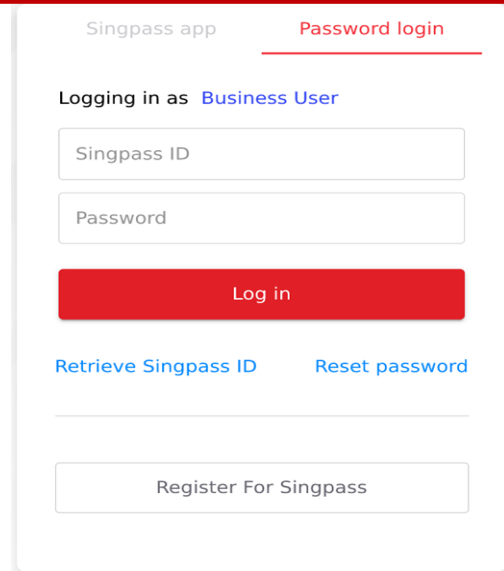 Singpass app Password login
Logging in as Business User
Singpass ID
Password
Log in
Retrieve Singpass ID Reset password
Register For Singpass